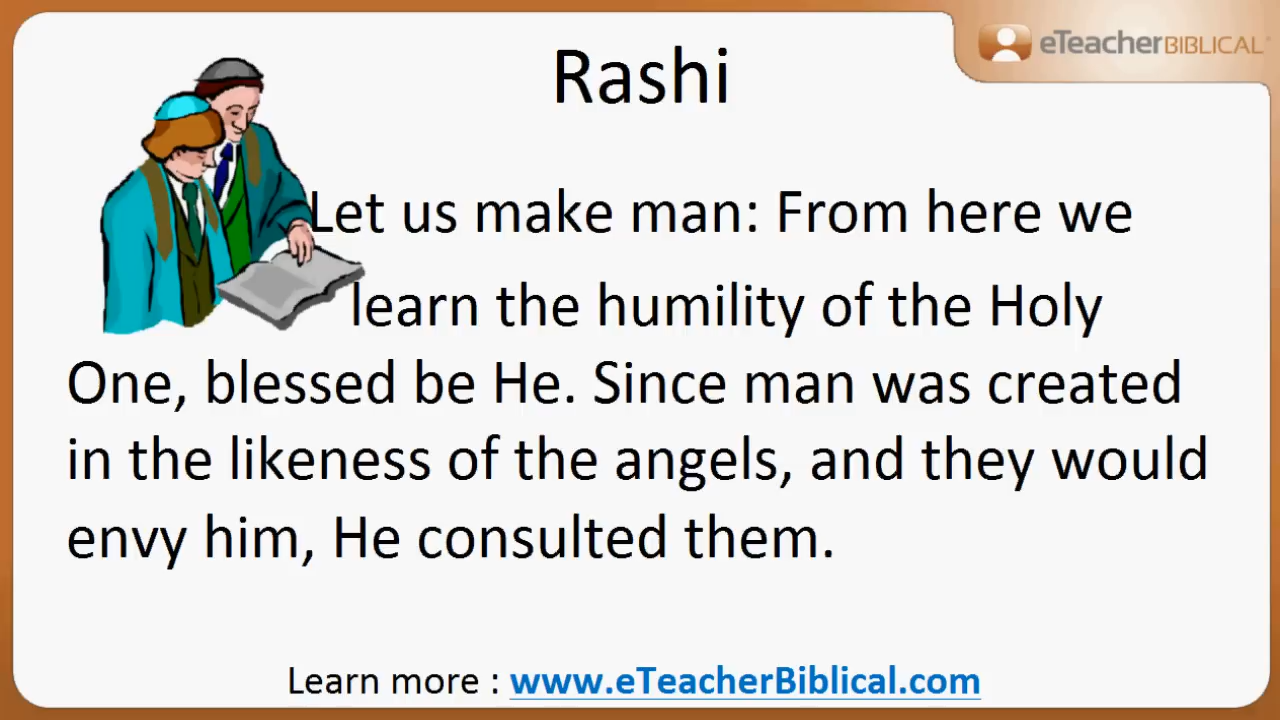 eTeacherBIBLICAL
Rashi
Let us make man: From here we
learn the humility of the Holy
One, blessed be He. Since man was created
in the likeness of the angels, and they would
envy him, He consulted them.
Learn more : www.eTeacherBiblical.com